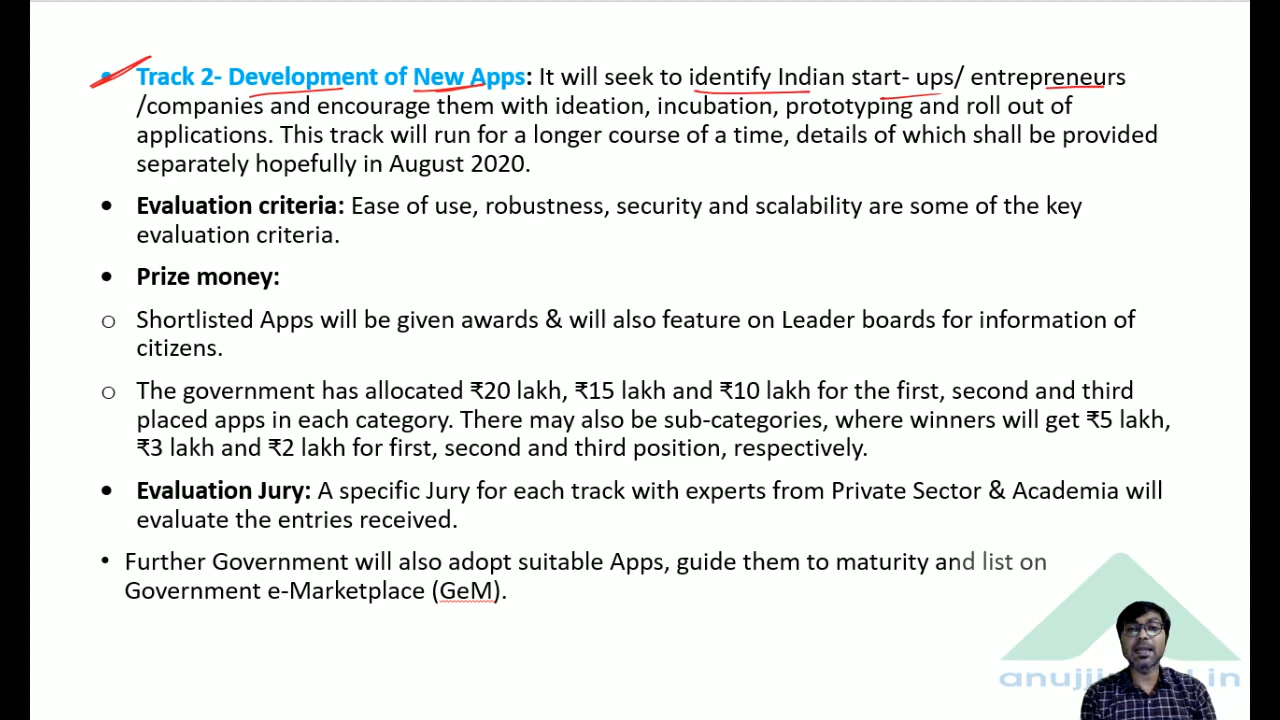 • Track 2- Development of New Apps: It will seek to identify Indian start- ups/ entrepreneurs
/companies and encourage them with ideation, incubation, prototyping and roll out of
applications. This track will run for a longer course of a time, details of which shall be provided
separately hopefully in August 2020.
• Evaluation criteria: Ease of use, robustness, security and scalability are some of the key
evaluation criteria.
• Prize money:
o Shortlisted Apps will be given awards & will also feature on Leader boards for information of
citizens.
o The government has allocated ₹20 lakh, ₹15 lakh and ₹10 lakh for the first, second and third
placed apps in each category. There may also be sub-categories, where winners will get ₹5 lakh,
₹3 lakh and ₹2 lakh for first, second and third position, respectively.
• Evaluation Jury: A specific Jury for each track with experts from Private Sector & Academia will
evaluate the entries received.
• Further Government will also adopt suitable Apps, guide them to maturity and list on
Government e-Marketplace (GeM).